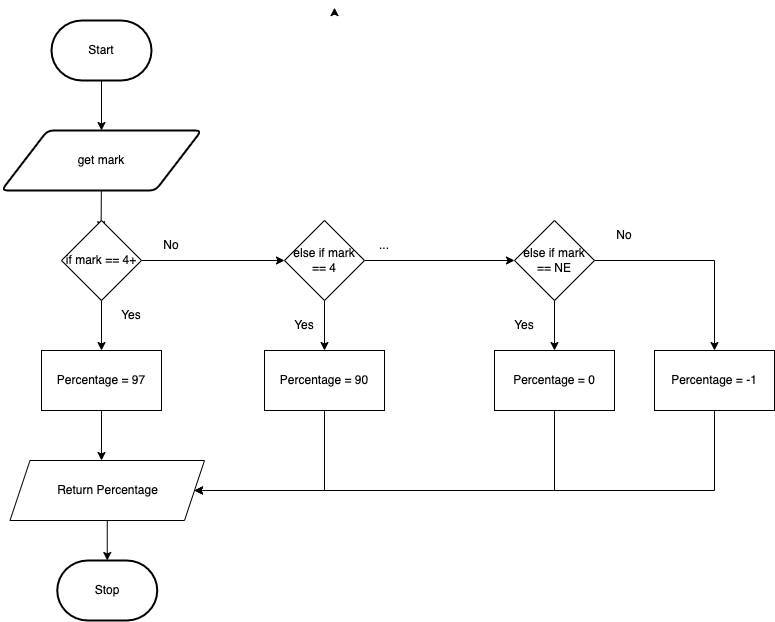 Start
get mark
if mark == 4+
No
else if mark
== 4
...
else if mark
== NE
No
Yes
Yes
Yes
Percentage = 97
Percentage = 90
Percentage = 0
Percentage = -1
Return Percentage
Stop